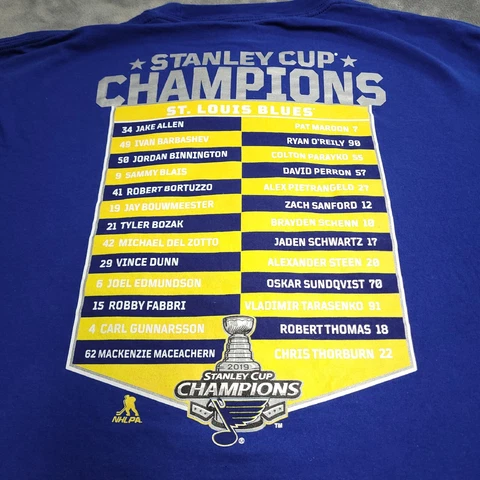 STANLEY CUP
CHAMPIONS
ST. LOUIS BLUES
34 JAKE ALLEN
49 IVAN BARBASHEV
50 JORDAN BINNINGTON
9 SAMMY BLAIS
41 ROBERT BORTUZZO
19 JAY BOUWMEESTER
21 TYLER BOZAK
42 MICHAEL DEL ZOTTO
29 VINCE DUNN
6 JOEL EDMUNDSON
15 ROBBY FABBRI
4 CARL GUNNARSSON
62 MACKENZIE MACEACHERN
PAT MAROON 7
RYAN O'REILY 90
COLTON PARAYKO 55
DAVID PERRON 57
ALEX PIETRANGELO 27
ZACH SANFORD 12
BRAYDEN SCHENN 10
JADEN SCHWARTZ 17
ALEXANDER STEEN 20
OSKAR SUNDQVIST 70
VLADIMIR TARASENKO 91
ROBERT THOMAS 18
CHRIS THORBURN 22
2019
STANLEY CUP
CHAMPIONS
NHLPA
TM
®